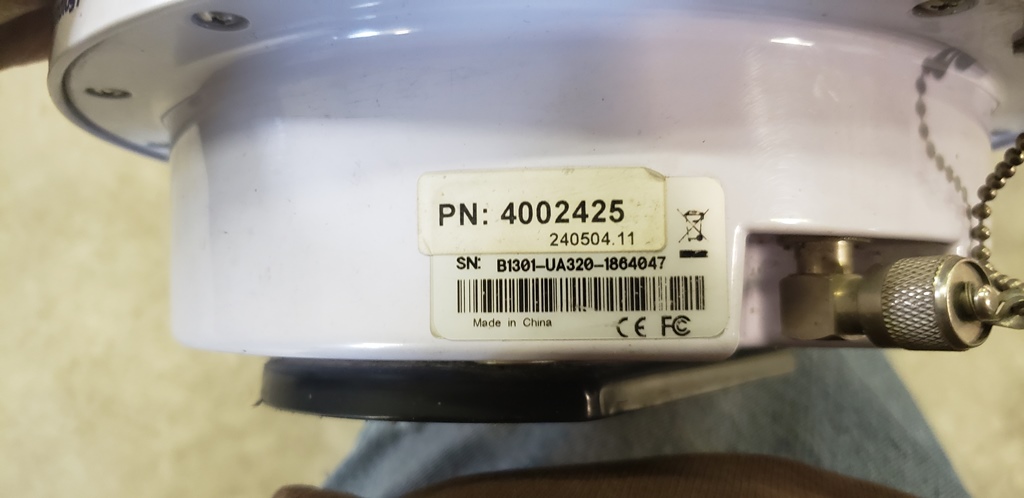 PN: 4002425
240504.11
SN: B1301-UA320-1864047
Made in China
CE FC